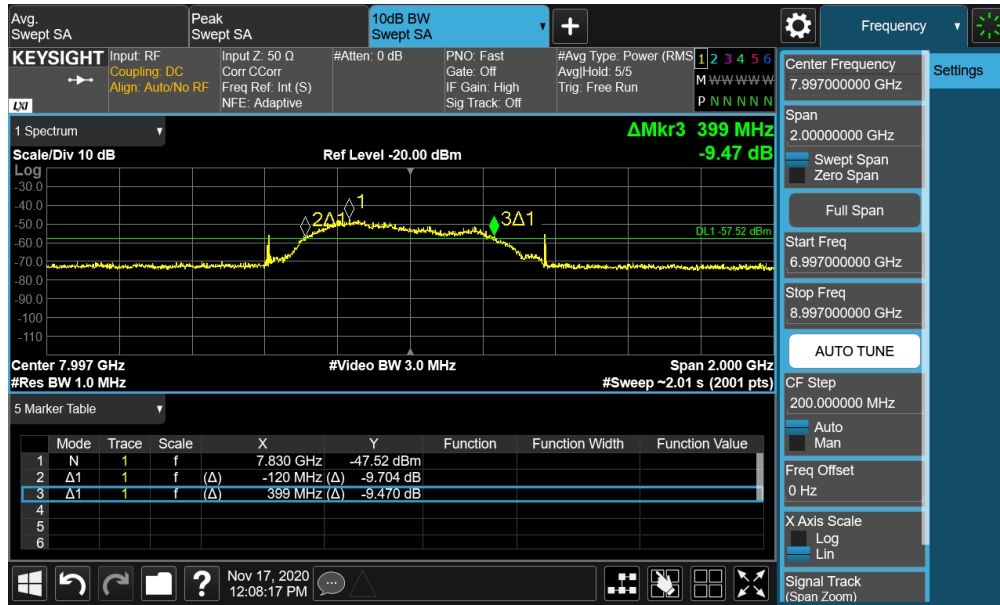 Avg.
Swept SA
Peak
Swept SA
10dB BW
Swept SA
Frequency
KEYSIGHT
Input: RF
Coupling: DC
Align: Auto/No RF
Input Z: 50 Ω
Corr CCorr
Freq Ref: Int (S)
NFE: Adaptive
#Atten: 0 dB
PNO: Fast
Gate: Off
IF Gain: High
Sig Track: Off
#Avg Type: Power (RMS
Avg|Hold: 5/5
Trig: Free Run
1 2 3 4 5 6
M W W W W W
P N N N N N
LXI
1 Spectrum
ΔMkr3 399 MHz
-9.47 dB
Scale/Div 10 dB
Ref Level -20.00 dBm
Log
-30.0
-40.0
-50.0
-60.0
-70.0
-80.0
-90.0
-100
-110
1
2Δ1
3Δ1
DL1 -57.52 dBm
Center 7.997 GHz
#Video BW 3.0 MHz
Span 2.000 GHz
#Res BW 1.0 MHz
#Sweep ~2.01 s (2001 pts)
5 Marker Table
Mode Trace Scale X Y Function Function Width Function Value
1 N 1 f 7.830 GHz -47.52 dBm
2 Δ1 1 f (Δ) -120 MHz (Δ) -9.704 dB
3 Δ1 1 f (Δ) 399 MHz (Δ) -9.470 dB
4
5
6
Nov 17, 2020
12:08:17 PM
Center Frequency
7.997000000 GHz
Settings
Span
2.00000000 GHz
Swept Span
Zero Span
Full Span
Start Freq
6.997000000 GHz
Stop Freq
8.997000000 GHz
AUTO TUNE
CF Step
200.000000 MHz
Auto
Man
Freq Offset
0 Hz
X Axis Scale
Log
Lin
Signal Track
(Span Zoom)